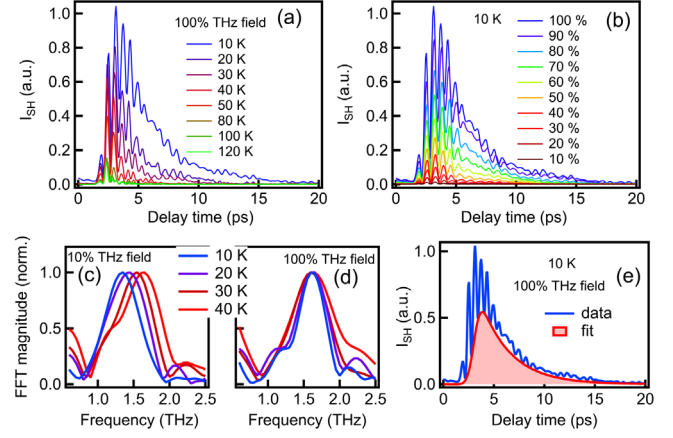 100% THz field
(a)
10 K
20 K
30 K
40 K
50 K
80 K
100 K
120 K
I_SH (a.u.)
1.0
0.8
0.6
0.4
0.2
0.0
0
5
10
15
20
Delay time (ps)
10 K
(b)
100 %
90 %
80 %
70 %
60 %
50 %
40 %
30 %
20 %
10 %
I_SH (a.u.)
1.0
0.8
0.6
0.4
0.2
0.0
0
5
10
15
20
Delay time (ps)
10% THz field
(c)
FFT magnitude (norm.)
1.0
0.5
0.0
1.0
1.5
2.0
2.5
Frequency (THz)
10 K
20 K
30 K
40 K
100% THz field
(d)
1.0
1.5
2.0
2.5
Frequency (THz)
10 K
(e)
100% THz field
data
fit
I_SH (a.u.)
1.0
0.5
0.0
0
5
10
15
20
Delay time (ps)